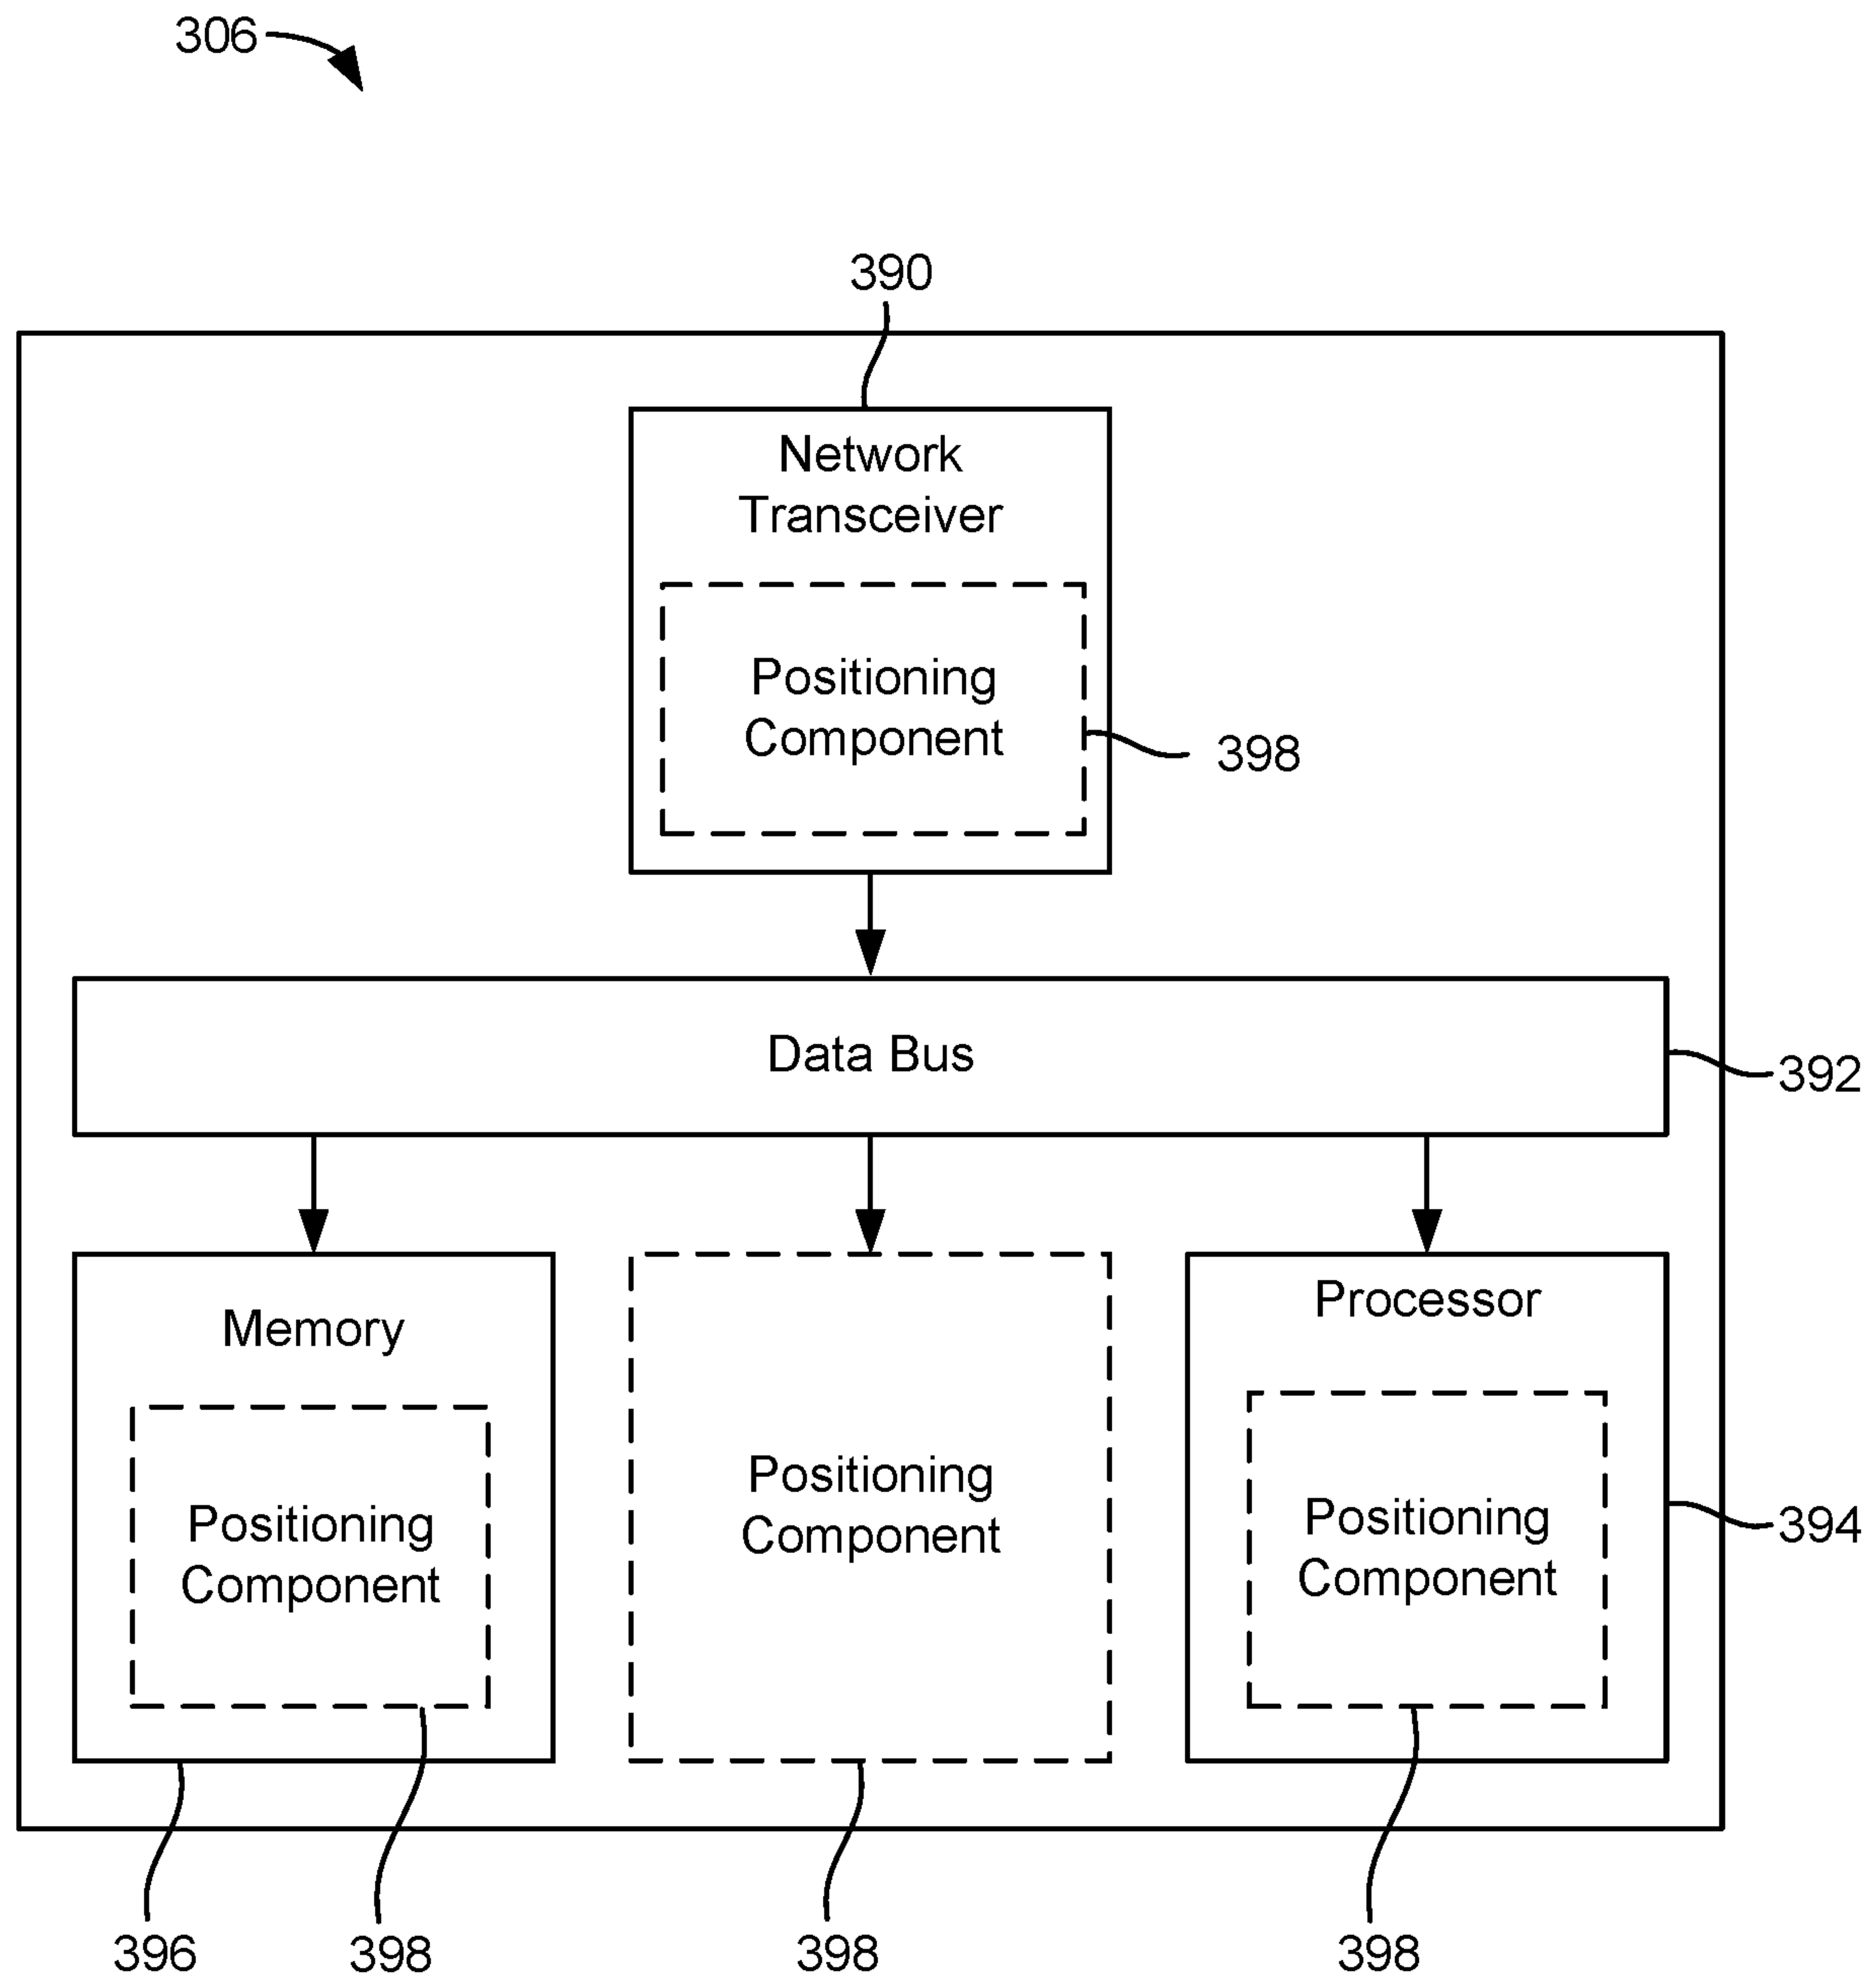 306
390
Network
Transceiver
Positioning
Component
398
Data Bus
392
Memory
Positioning
Component
Positioning
Component
Processor
Positioning
Component
394
396
398
398
398